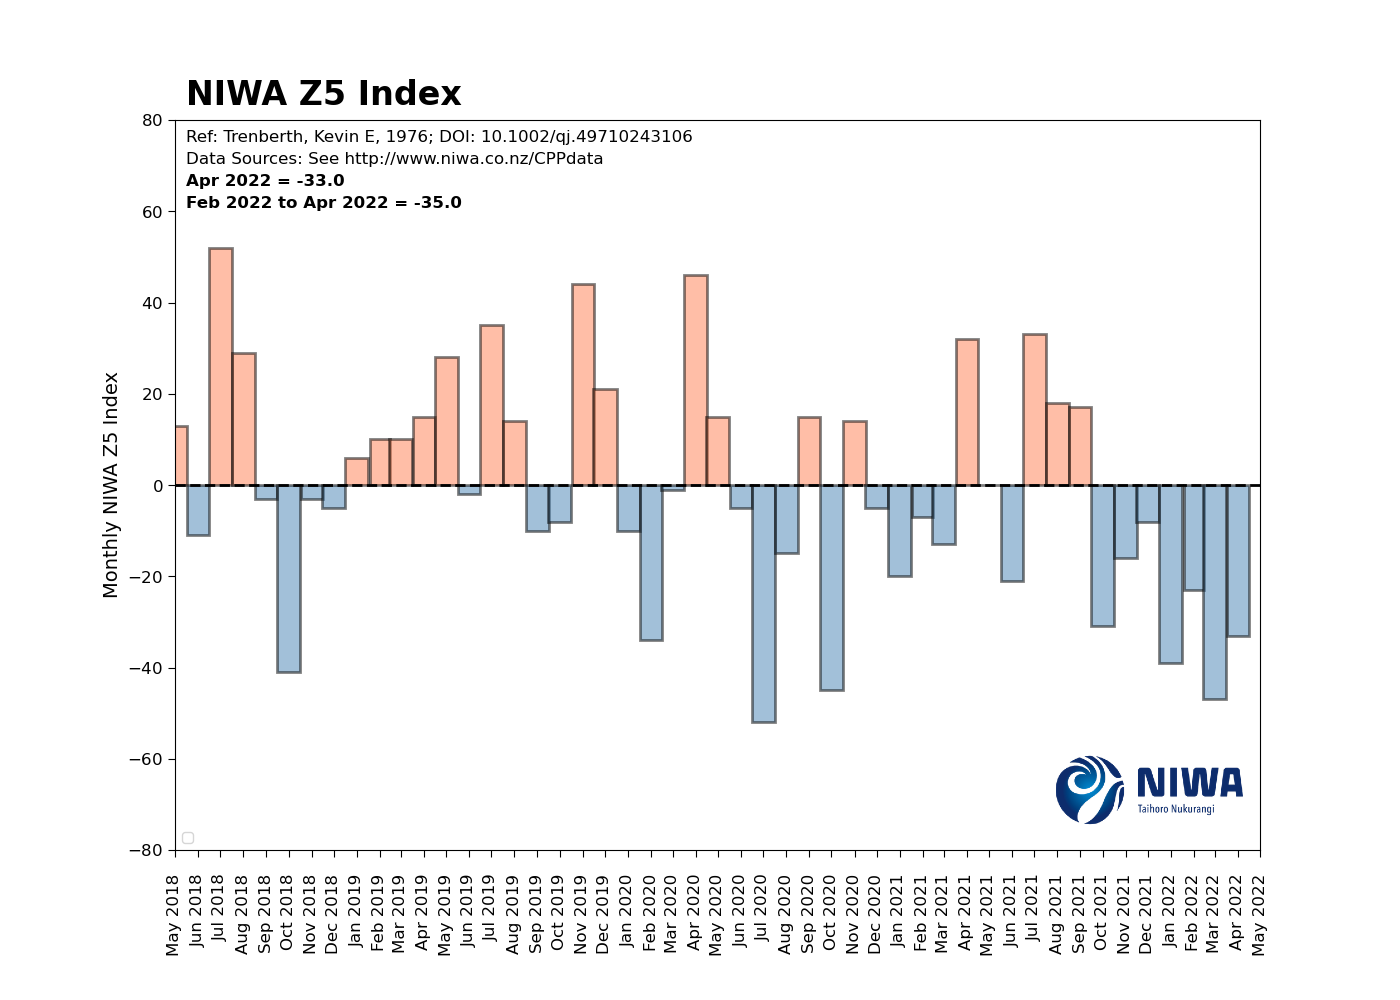 NIWA Z5 Index
Ref: Trenberth, Kevin E, 1976; DOI: 10.1002/qj.49710243106
Data Sources: See http://www.niwa.co.nz/CPPdata
Apr 2022 = -33.0
Feb 2022 to Apr 2022 = -35.0
Monthly NIWA Z5 Index
80
60
40
20
0
−20
−40
−60
−80
NIWA
Taihoro Nukurangi
May 2018
Jun 2018
Jul 2018
Aug 2018
Sep 2018
Oct 2018
Nov 2018
Dec 2018
Jan 2019
Feb 2019
Mar 2019
Apr 2019
May 2019
Jun 2019
Jul 2019
Aug 2019
Sep 2019
Oct 2019
Nov 2019
Dec 2019
Jan 2020
Feb 2020
Mar 2020
Apr 2020
May 2020
Jun 2020
Jul 2020
Aug 2020
Sep 2020
Oct 2020
Nov 2020
Dec 2020
Jan 2021
Feb 2021
Mar 2021
Apr 2021
May 2021
Jun 2021
Jul 2021
Aug 2021
Sep 2021
Oct 2021
Nov 2021
Dec 2021
Jan 2022
Feb 2022
Mar 2022
Apr 2022
May 2022